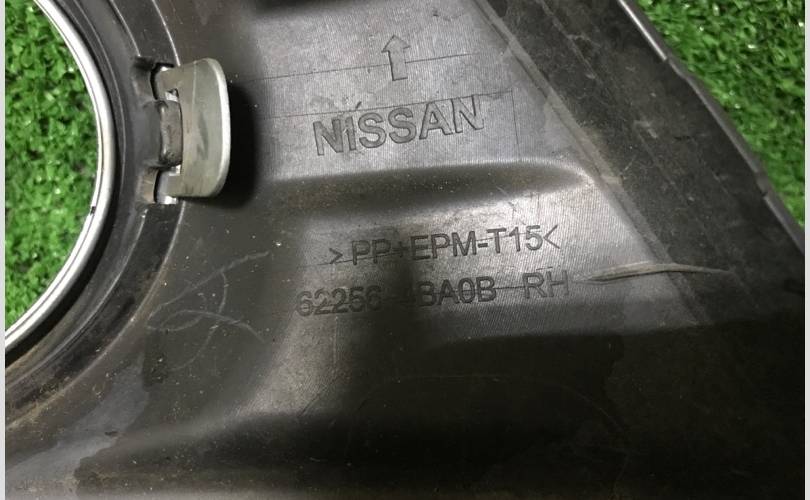 NISSAN
>PP+EPM-T15<
62256-4BA0B RH